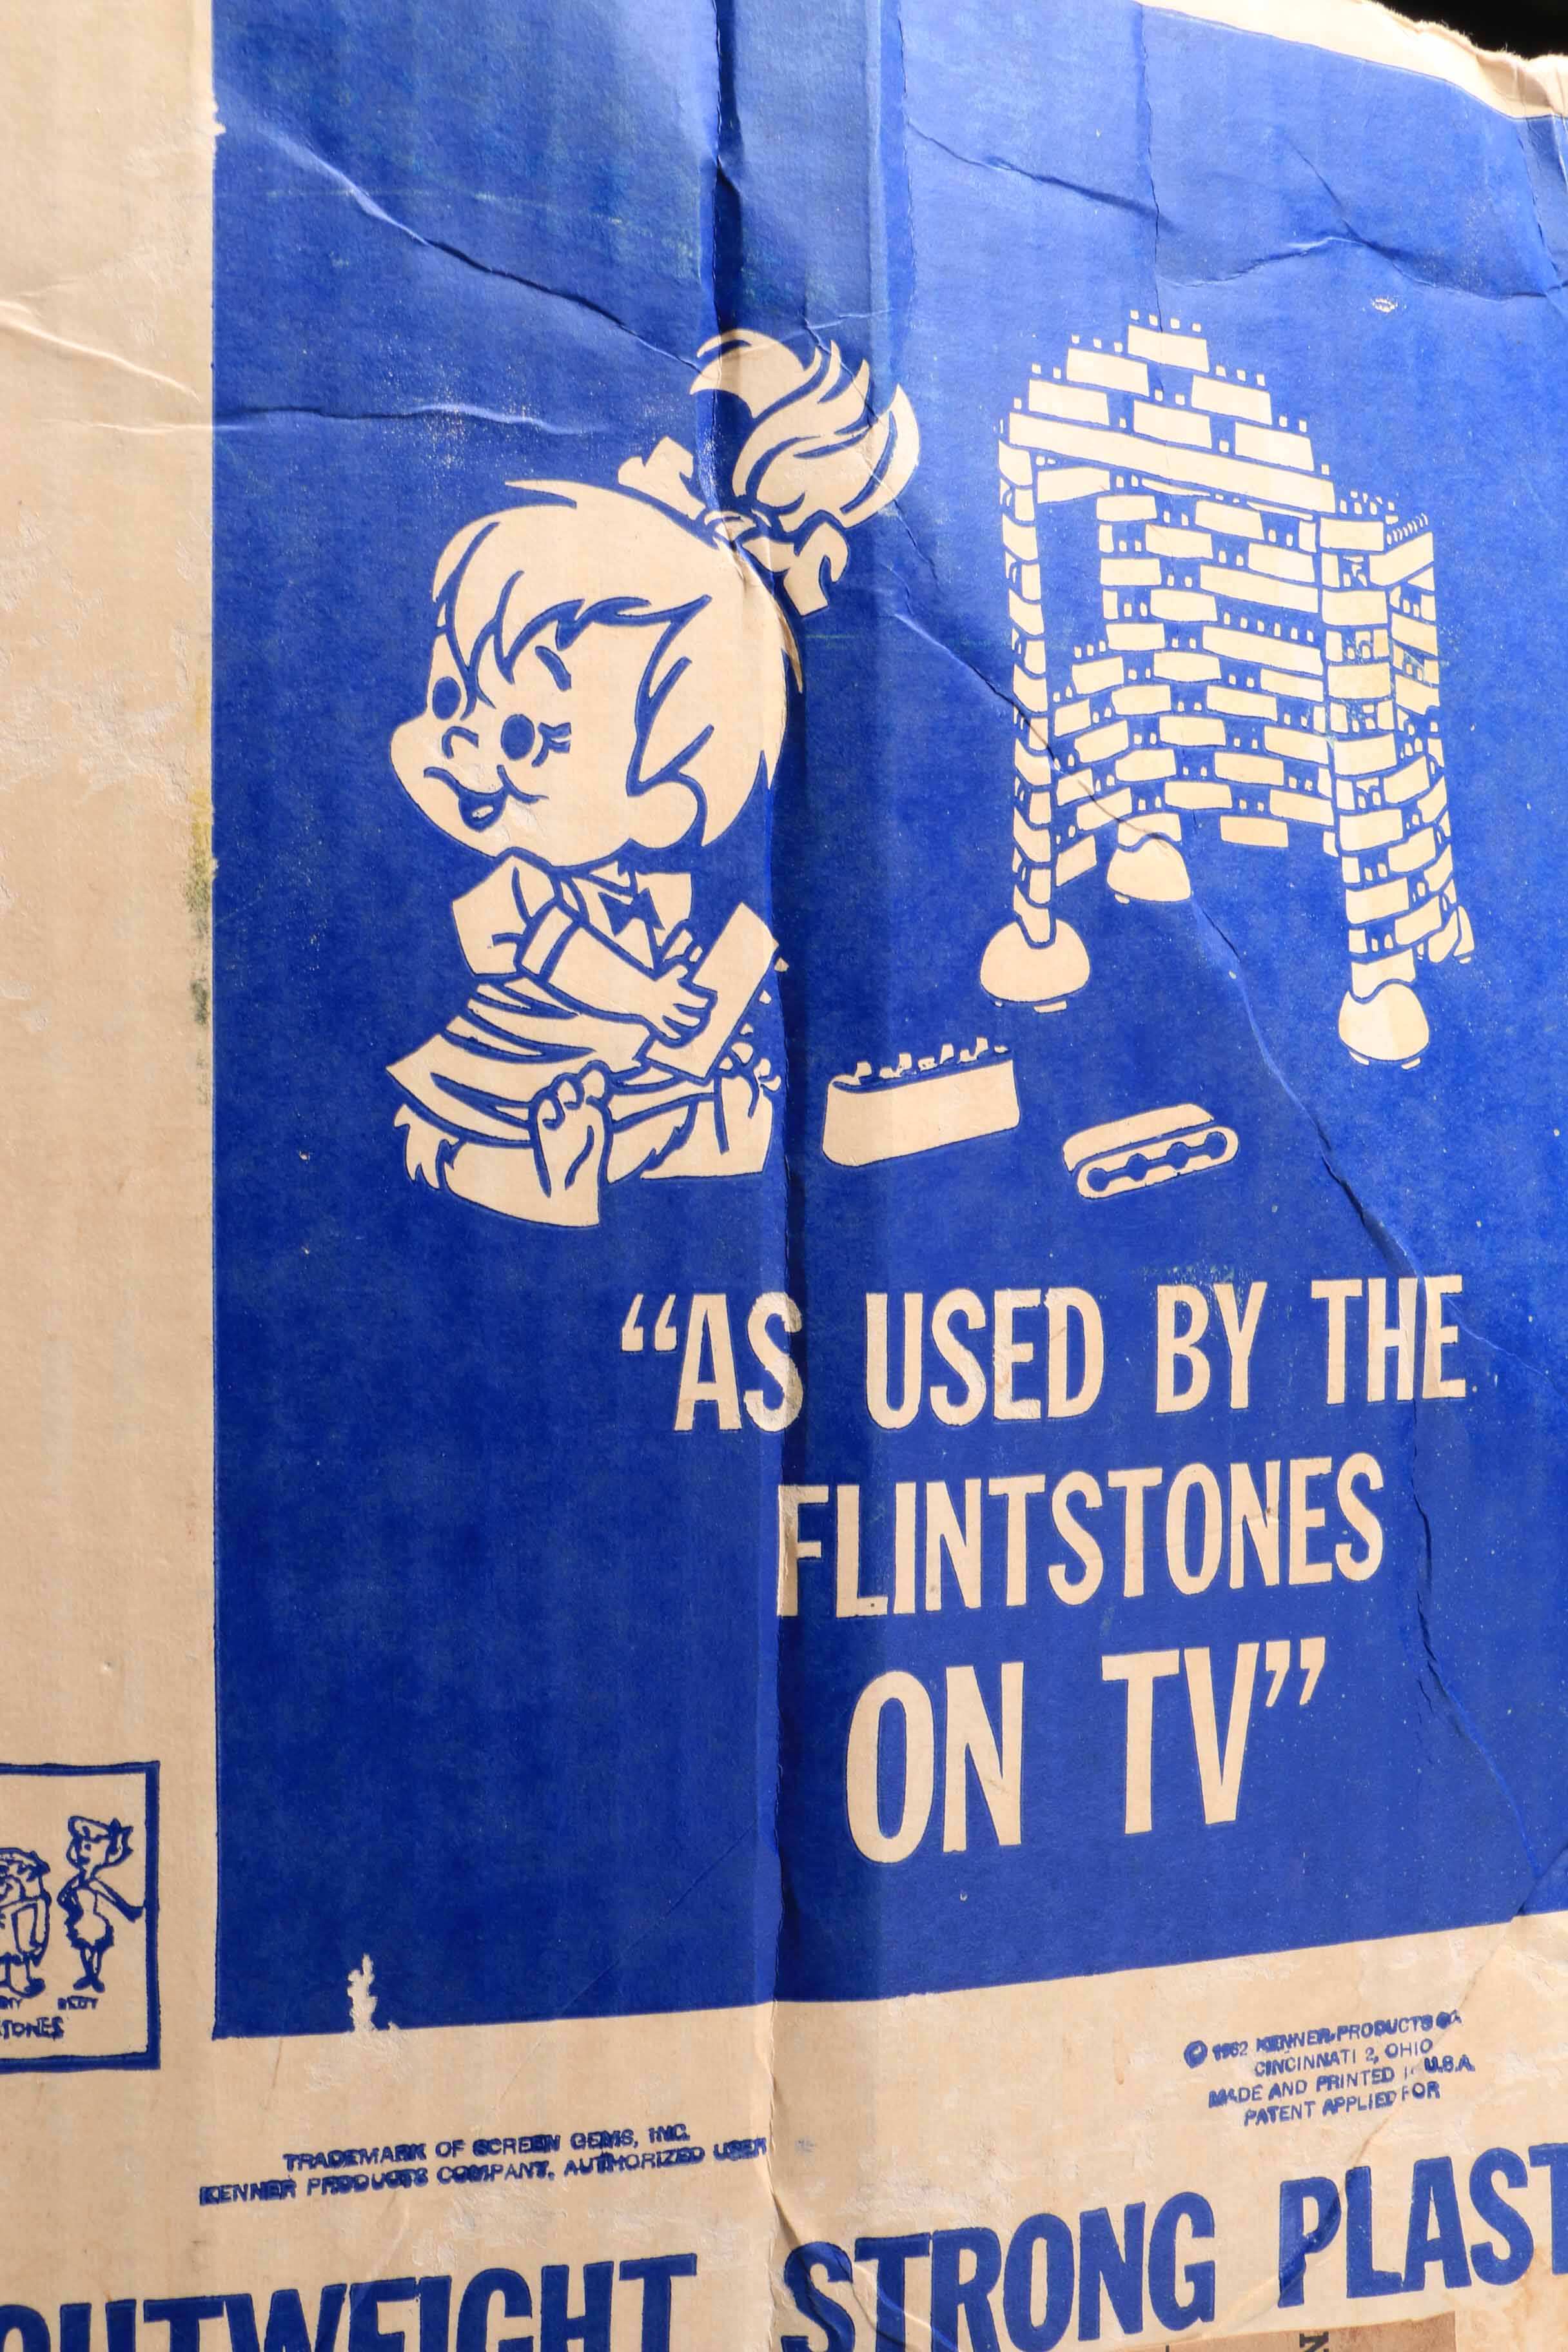 “AS USED BY THE
FLINTSTONES
ON TV”
BETTY
© 1962 KENNER PRODUCTS CO.
CINCINNATI 2, OHIO
MADE AND PRINTED IN U.S.A.
PATENT APPLIED FOR
TRADEMARK OF SCREEN GEMS, INC.
KENNER PRODUCTS COMPANY, AUTHORIZED USER
STRONG